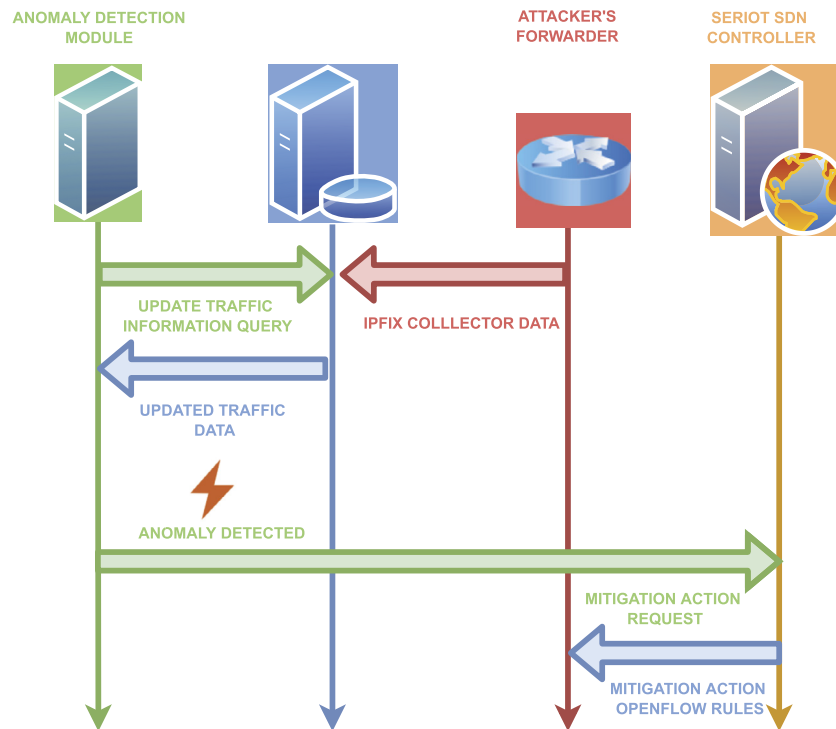 ANOMALY DETECTION
MODULE
ATTACKER'S
FORWARDER
SERIOT SDN
CONTROLLER
UPDATE TRAFFIC
INFORMATION QUERY
IPFIX COLLLECTOR DATA
UPDATED TRAFFIC
DATA
ANOMALY DETECTED
MITIGATION ACTION
REQUEST
MITIGATION ACTION
OPENFLOW RULES